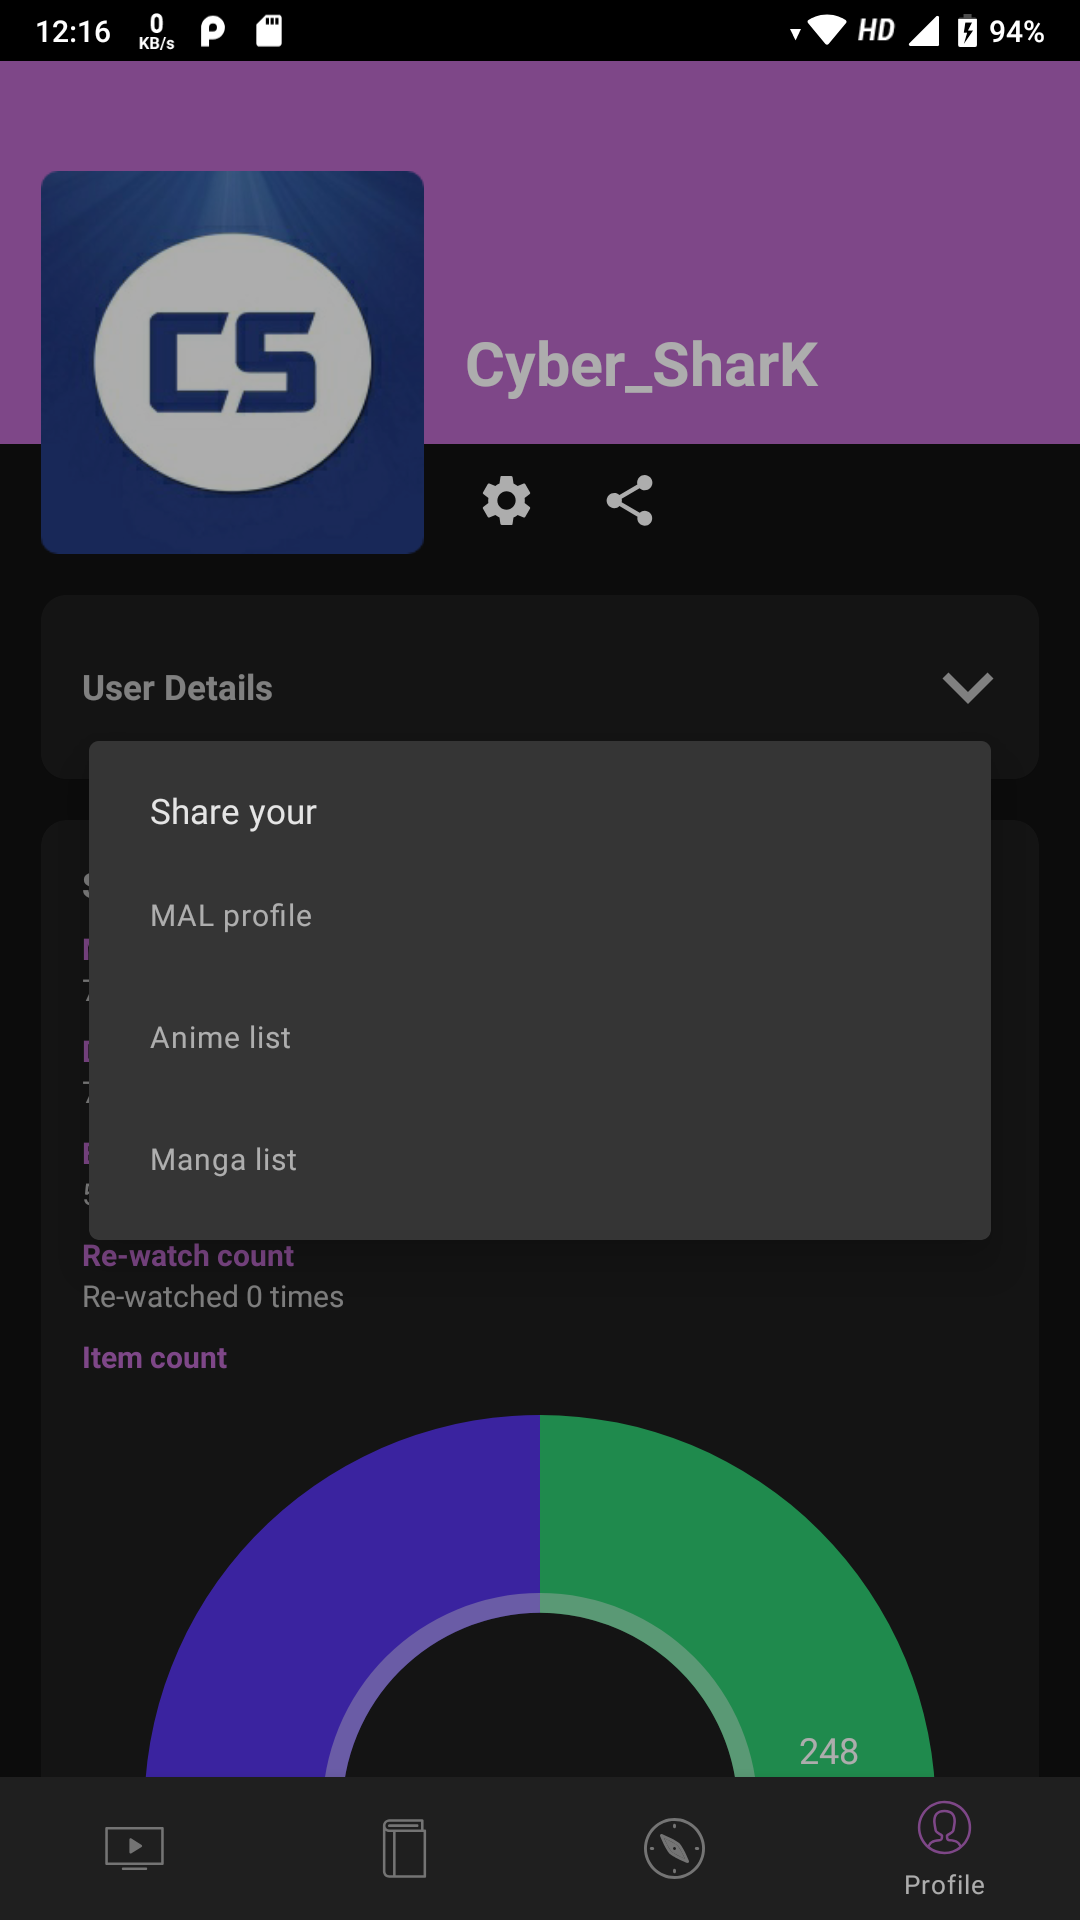 12:16 0 KB/s HD 94%
CS
Cyber_SharK
User Details
Share your
MAL profile
Anime list
Manga list
Re-watch count
Re-watched 0 times
Item count
248
Profile